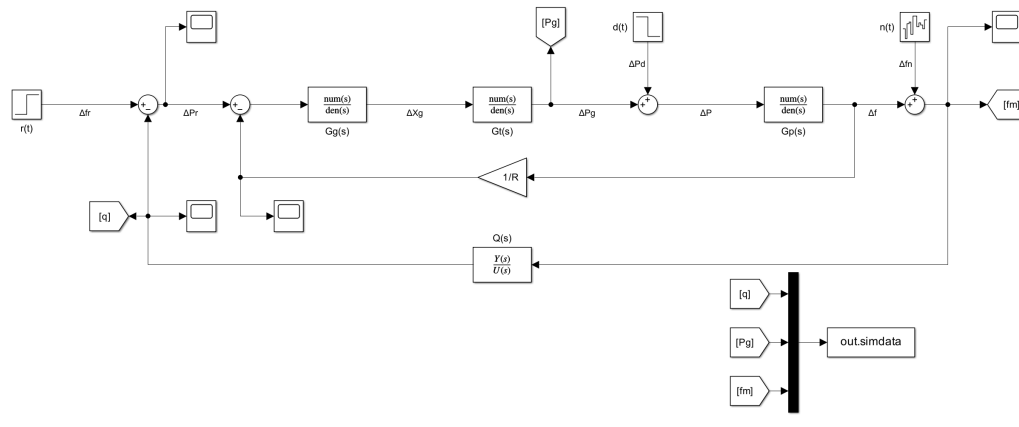 [Pg]
d(t)
n(t)
ΔPd
Δfn
r(t)
Δfr
+
−
ΔPr
+
−
num(s)
den(s)
Gg(s)
ΔXg
num(s)
den(s)
Gt(s)
ΔPg
+
+
ΔP
num(s)
den(s)
Gp(s)
Δf
+
+
[fm]
1/R
[q]
Q(s)
Y(s)
U(s)
[q]
[Pg]
out.simdata
[fm]